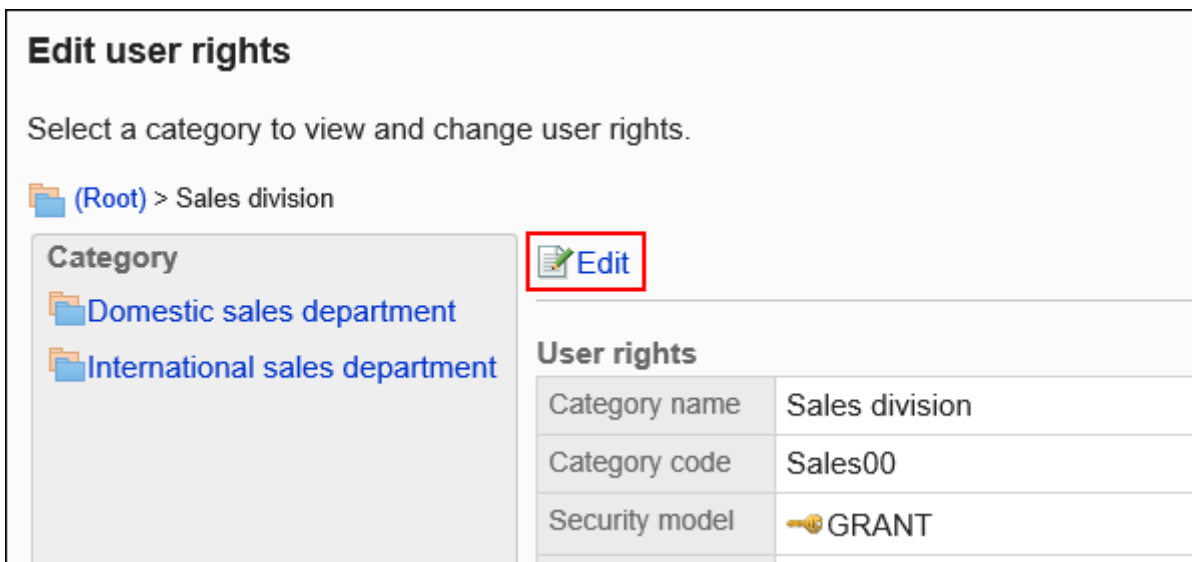 Edit user rights
Select a category to view and change user rights.
(Root) > Sales division
Category
Domestic sales department
International sales department
Edit
User rights
Category name Sales division
Category code Sales00
Security model GRANT